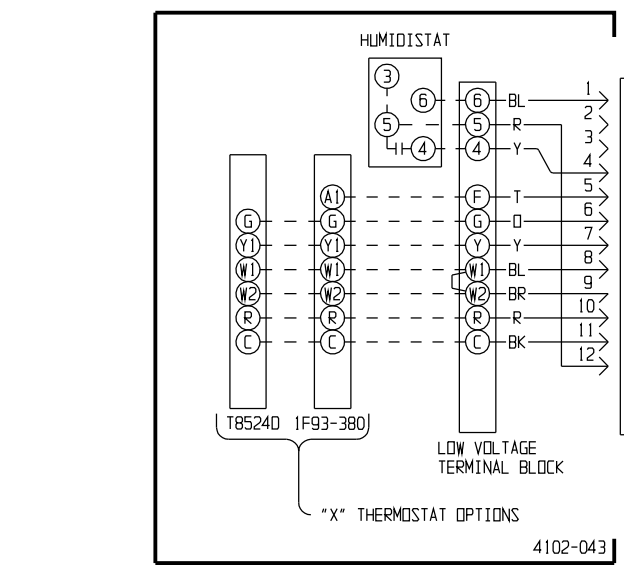 HUMIDISTAT
3
6 6 BL 1
2
5 5 R
3
4 4 Y 4
A1 F T 5
G G G O 6
Y1 Y1 Y Y 7
W1 W1 W1 BL 8
W2 W2 W2 BR 9
R R R R 10
C C C BK 11
12
T8524D 1F93-380
LOW VOLTAGE
TERMINAL BLOCK
"X" THERMOSTAT OPTIONS
4102-043